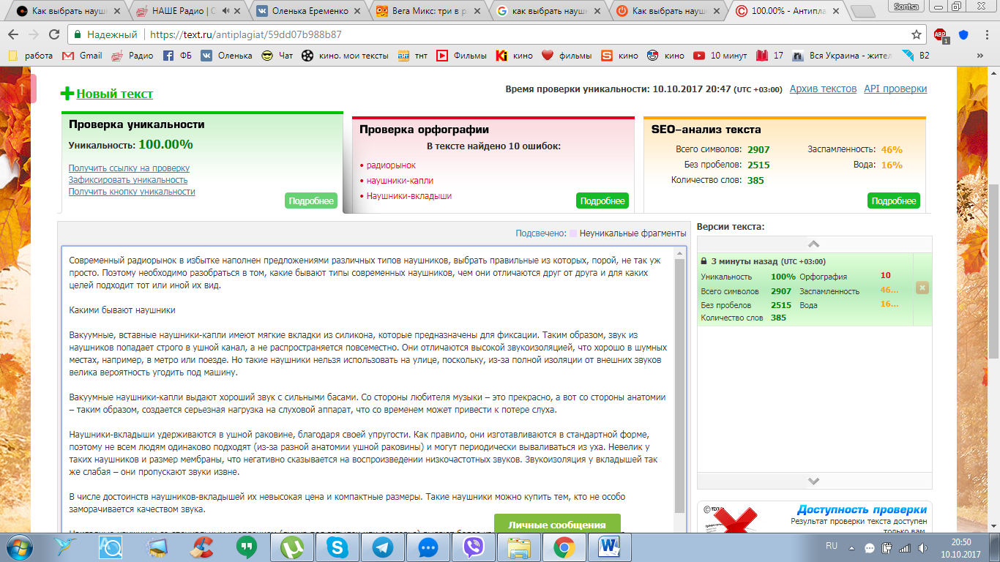 Как выбрать наушн
НАШЕ Радио | С
Оленька Еременко
Вега Микс: три в р
как выбрать науш
Как выбрать науш
100.00% - Антипла
Sontsa
Надежный https://text.ru/antiplagiat/59dd07b988b87
ABP 1
работа Gmail Радио ФБ Оленька Чат кино. мои тексты тнт Фильмы кино фильмы кино кино 10 минут 17 Вся Украина - жител B2 »
Новый текст
Время проверки уникальности: 10.10.2017 20:47 (UTC +03:00) Архив текстов API проверки
Проверка уникальности
Уникальность: 100.00%
Получить ссылку на проверку
Зафиксировать уникальность
Получить кнопку уникальности
Подробнее
Проверка орфографии
В тексте найдено 10 ошибок:
• радиорынок
• наушники-капли
• Наушники-вкладыши
Подробнее
SEO-анализ текста
Всего символов: 2907 Заспамленность: 46%
Без пробелов: 2515 Вода: 16%
Количество слов: 385
Подробнее
Подсвечено: Неуникальные фрагменты
Современный радиорынок в избытке наполнен предложениями различных типов наушников, выбрать правильные из которых, порой, не так уж
просто. Поэтому необходимо разобраться в том, какие бывают типы современных наушников, чем они отличаются друг от друга и для каких
целей подходит тот или иной их вид.
Какими бывают наушники
Вакуумные, вставные наушники-капли имеют мягкие вкладки из силикона, которые предназначены для фиксации. Таким образом, звук из
наушников попадает строго в ушной канал, а не распространяется повсеместно. Они отличаются высокой звукоизоляцией, что хорошо в шумных
местах, например, в метро или поезде. Но такие наушники нельзя использовать на улице, поскольку, из-за полной изоляции от внешних звуков
велика вероятность угодить под машину.
Вакуумные наушники-капли выдают хороший звук с сильными басами. Со стороны любителя музыки – это прекрасно, а вот со стороны анатомии
– таким образом, создается серьезная нагрузка на слуховой аппарат, что со временем может привести к потере слуха.
Наушники-вкладыши удерживаются в ушной раковине, благодаря своей упругости. Как правило, они изготавливаются в стандартной форме,
поэтому не всем людям одинаково подходят (из-за разной анатомии ушной раковины) и могут периодически вываливаться из уха. Невелик у
таких наушников и размер мембраны, что негативно сказывается на воспроизведении низкочастотных звуков. Звукоизоляция у вкладышей так
же слабая – они пропускают звуки извне.
В числе достоинств наушников-вкладышей их невысокая цена и компактные размеры. Такие наушники можно купить тем, кто не особо
заморачивается качеством звука.
Версии текста:
3 минуты назад (UTC +03:00)
Уникальность 100% Орфография 10
Всего символов 2907 Заспамленность 46...
Без пробелов 2515 Вода 16...
Количество слов 385
Доступность проверки
Результат проверки текста доступен
только вам.
Личные сообщения
RU
20:50
10.10.2017